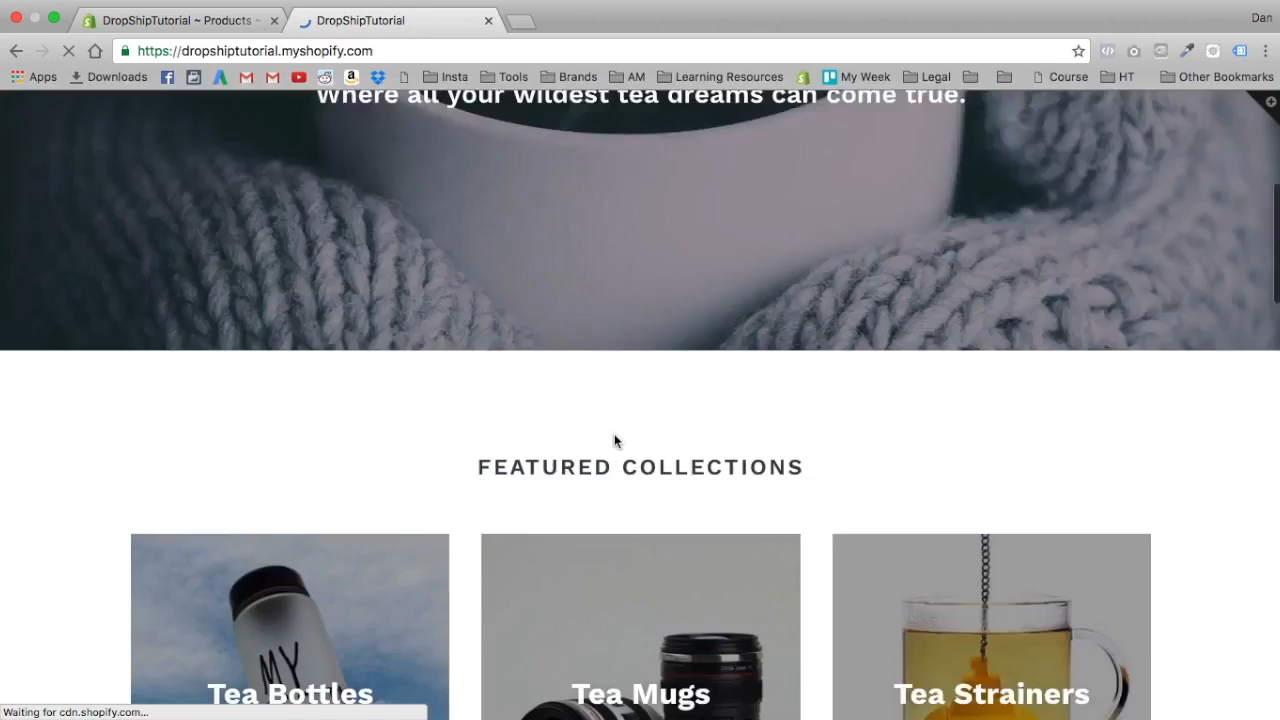 DropShipTutorial ~ Products ~
DropShipTutorial
Dan
https://dropshiptutorial.myshopify.com
Apps
Downloads
Insta
Tools
Brands
AM
Learning Resources
My Week
Legal
Course
HT
Other Bookmarks
Where all your wildest tea dreams can come true.
FEATURED COLLECTIONS
MY
Tea Bottles
Tea Mugs
Tea Strainers
Waiting for cdn.shopify.com...